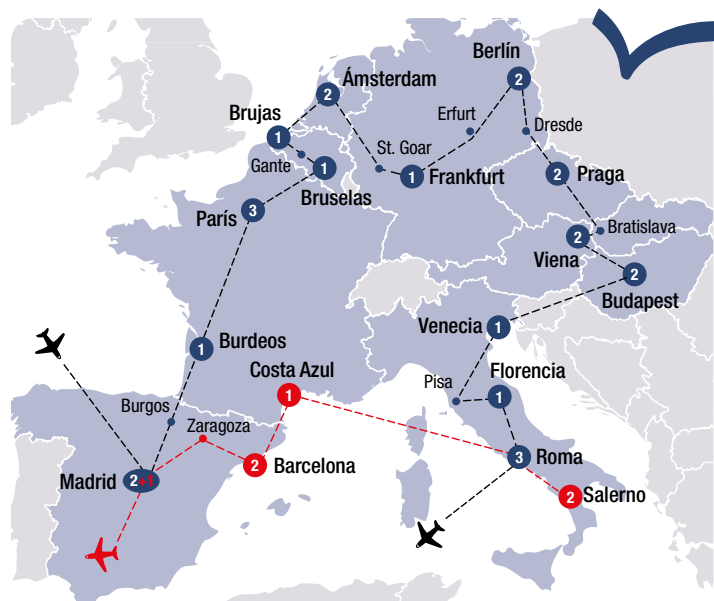 Berlín
2
Ámsterdam
2
Brujas
1
Erfurt
Dresde
St. Goar
Gante
1
Bruselas
1
Frankfurt
2
Praga
París
3
Bratislava
2
Viena
2
Budapest
Venecia
1
1
Burdeos
Costa Azul
1
Florencia
1
Pisa
Burgos
Zaragoza
Madrid
2+1
2
Barcelona
3
Roma
2
Salerno